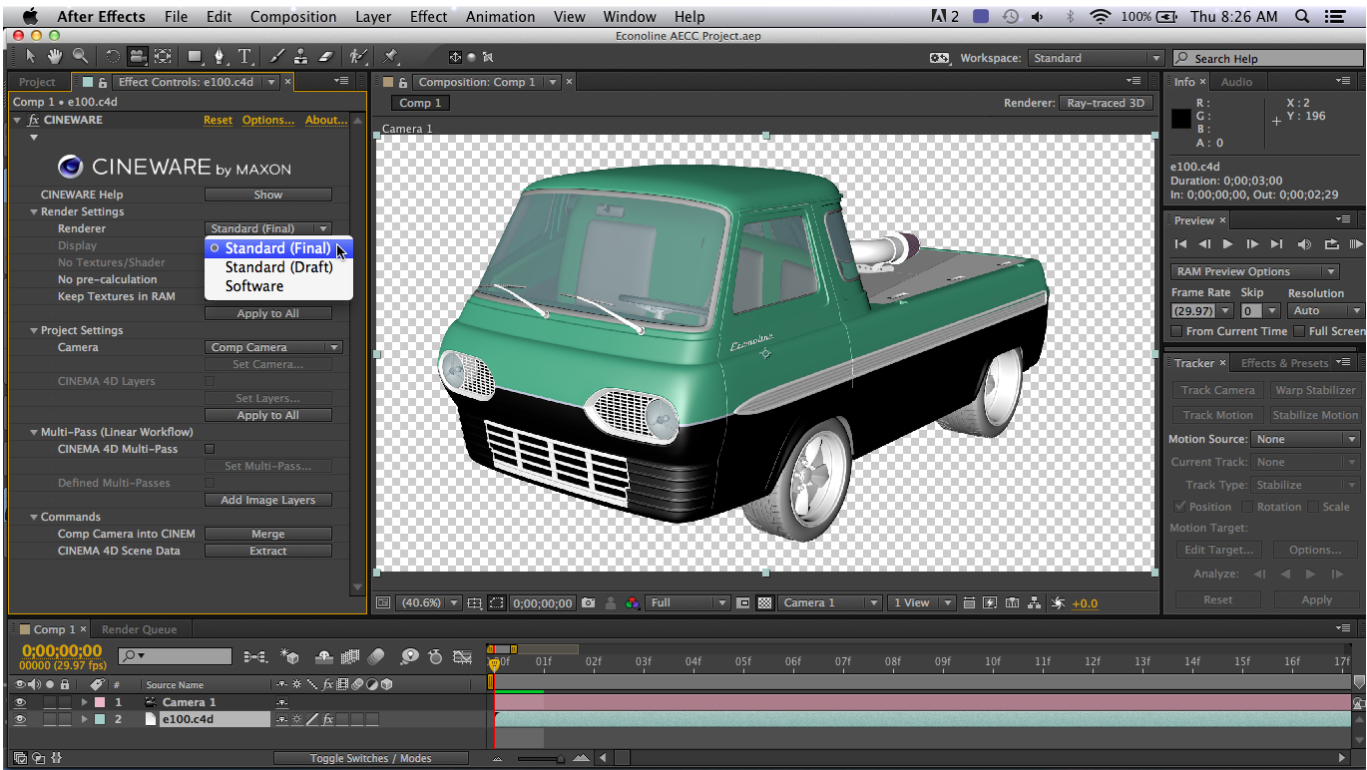 After Effects File Edit Composition Layer Effect Animation View Window Help 2 100% Thu 8:26 AM
Econoline AECC Project.aep
Workspace: Standard Search Help
Project Effect Controls: e100.c4d
Comp 1 • e100.c4d
fx CINEWARE Reset Options... About...
CINEWARE BY MAXON
CINEWARE Help Show
Render Settings
Renderer Standard (Final)
Display
No Textures/Shader
No pre-calculation
Keep Textures in RAM
Standard (Final)
Standard (Draft)
Software
Apply to All
Project Settings
Camera Comp Camera
Set Camera...
CINEMA 4D Layers
Set Layers...
Apply to All
Multi-Pass (Linear Workflow)
CINEMA 4D Multi-Pass
Set Multi-Pass...
Defined Multi-Passes
Add Image Layers
Commands
Comp Camera into CINEM Merge
CINEMA 4D Scene Data Extract
Composition: Comp 1
Comp 1 Renderer: Ray-traced 3D
Camera 1
Econoline
(40.6%) 0;00;00;00 Full Camera 1 1 View +0.0
Info Audio
R : X : 2
G : Y : 196
B :
A : 0
e100.c4d
Duration: 0;00;03;00
In: 0;00;00;00, Out: 0;00;02;29
Preview
RAM Preview Options
Frame Rate Skip Resolution
(29.97) 0 Auto
From Current Time Full Screen
Tracker Effects & Presets
Track Camera Warp Stabilizer
Track Motion Stabilize Motion
Motion Source: None
Current Track: None
Track Type: Stabilize
Position Rotation Scale
Motion Target:
Edit Target... Options...
Analyze:
Reset Apply
Comp 1 Render Queue
0;00;00;00
00000 (29.97 fps)
01f 02f 03f 04f 05f 06f 07f 08f 09f 10f 11f 12f 13f 14f 15f 16f 17f
# Source Name fx
1 Camera 1
2 e100.c4d fx
Toggle Switches / Modes